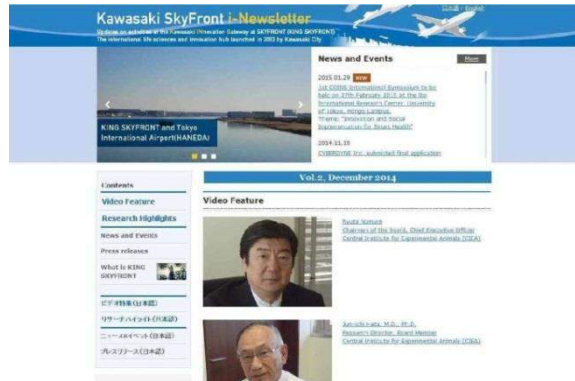 日本語 / English
Kawasaki SkyFront i-Newsletter
Updates on activities at the Kawasaki INnovation Gateway at SKYFRONT (KING SKYFRONT)
The international life sciences and innovation hub launched in 2013 by Kawasaki City
News and Events
More
2015.01.29 NEW
1st COINS International Symposium to be
held on 27th February 2015 at the Ito
International Research Center, University
of Tokyo, Hongo Campus.
Theme: "Innovation and Social
Implementation for Smart Health"
2014.11.15
CYBERDYNE Inc. submitted final application
KING SKYFRONT and Tokyo
International Airport(HANEDA)
Vol.2, December 2014
Contents
Video Feature
Research Highlights
News and Events
Press releases
What is KING
SKYFRONT
ビデオ特集(日本語)
リサーチハイライト(日本語)
ニュース&イベント(日本語)
プレスリリース(日本語)
Video Feature
Chairman of the board, Chief Executive Officer
Central Institute for Experimental Animals (CIEA)
M.D., Ph.D.
Research Director, Board Member
Central Institute for Experimental Animals (CIEA)